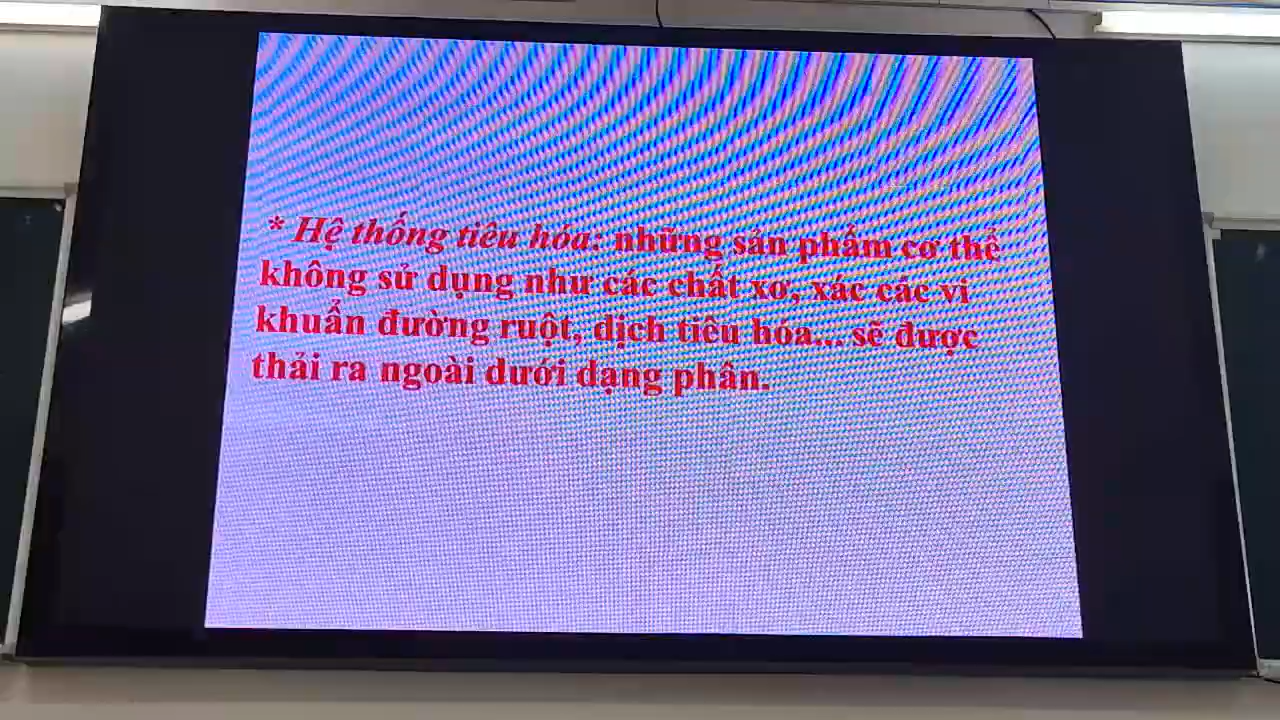 * Hệ thống tiêu hóa: những sản phẩm cơ thể
không sử dụng như các chất xơ, xác các vi
khuẩn đường ruột, dịch tiêu hóa... sẽ được
thải ra ngoài dưới dạng phân.